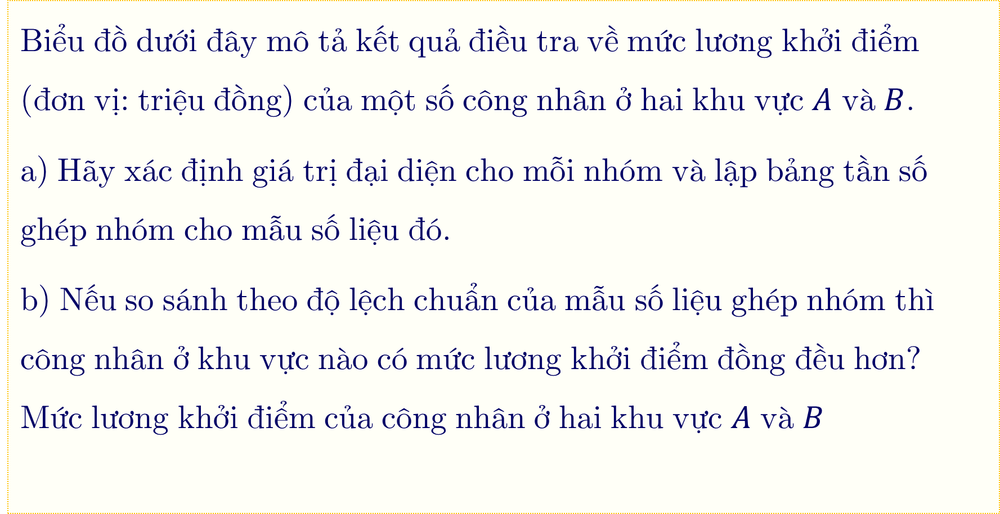 Biểu đồ dưới đây mô tả kết quả điều tra về mức lương khởi điểm
(đơn vị: triệu đồng) của một số công nhân ở hai khu vực A và B.
a) Hãy xác định giá trị đại diện cho mỗi nhóm và lập bảng tần số
ghép nhóm cho mẫu số liệu đó.
b) Nếu so sánh theo độ lệch chuẩn của mẫu số liệu ghép nhóm thì
công nhân ở khu vực nào có mức lương khởi điểm đồng đều hơn?
Mức lương khởi điểm của công nhân ở hai khu vực A và B